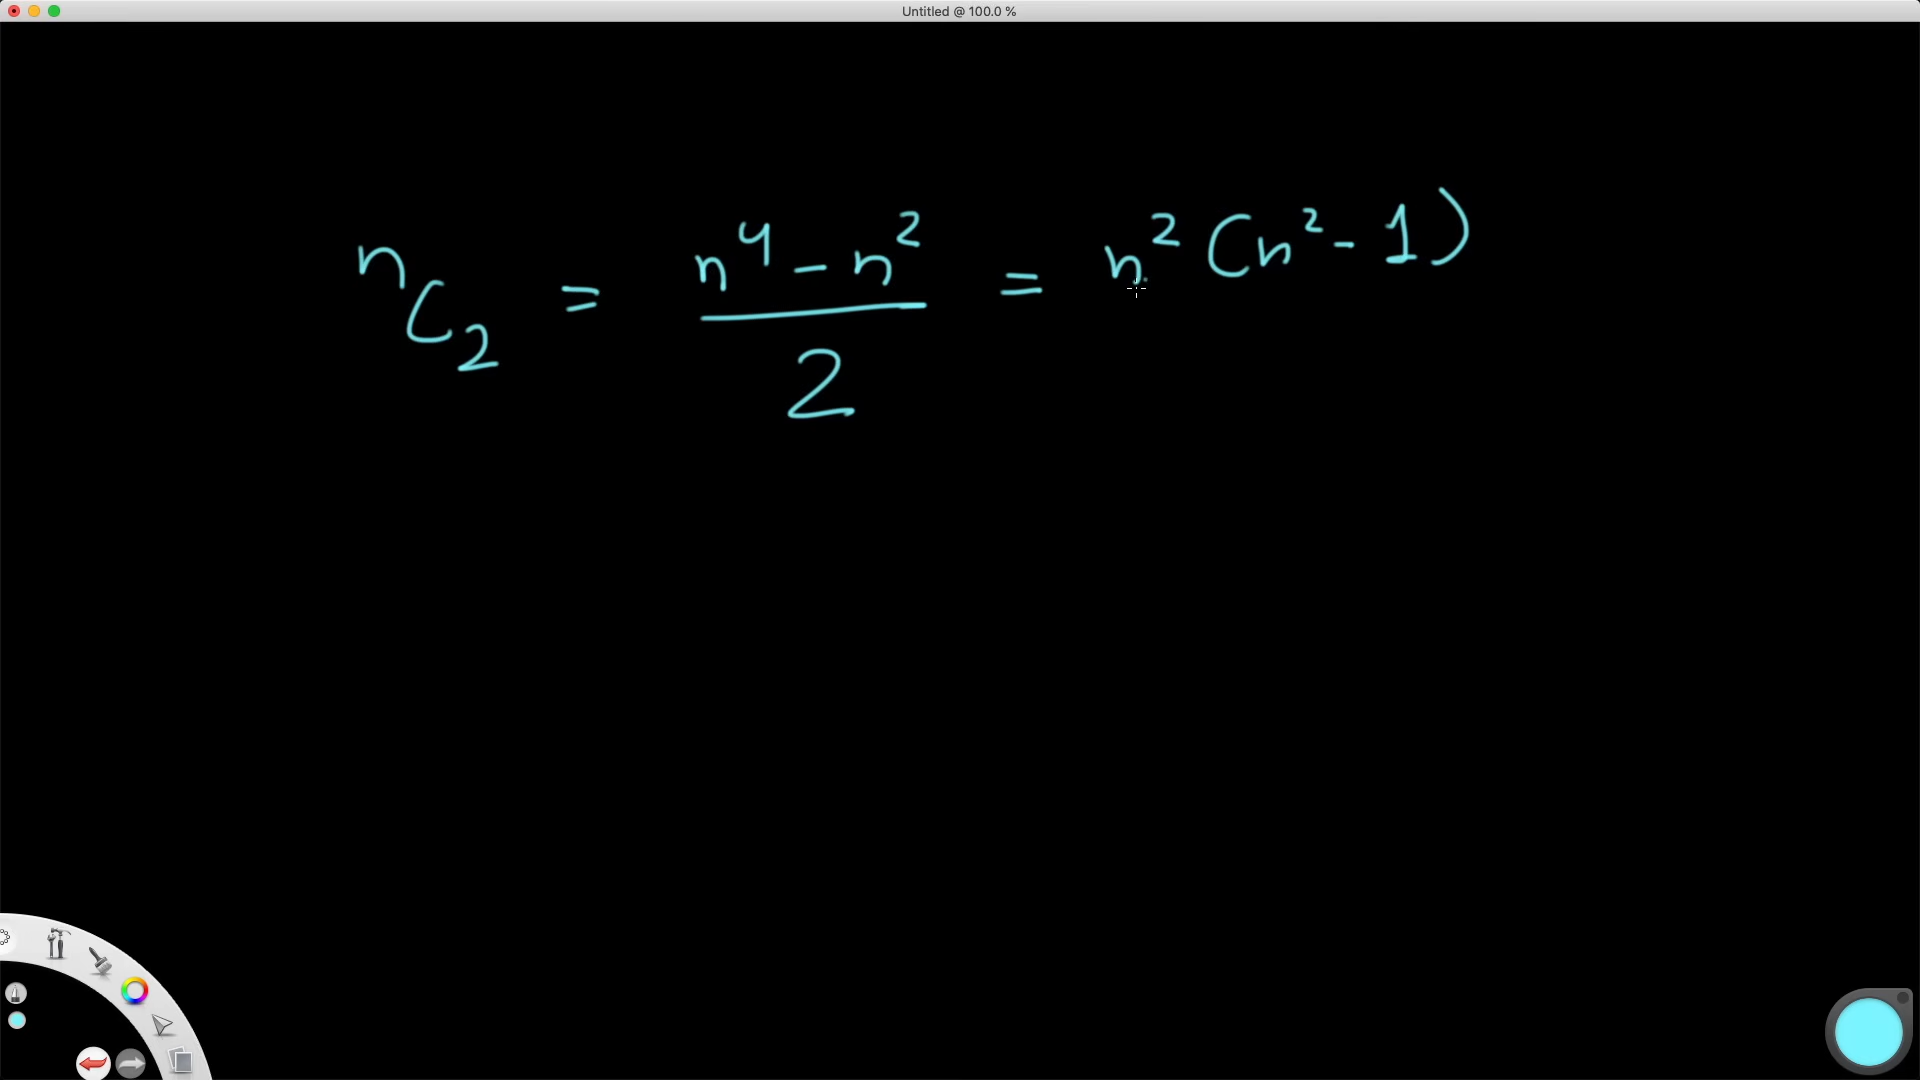 Untitled @ 100.0 %
nC2 = n⁴ - n² / 2 = n² (n² - 1)